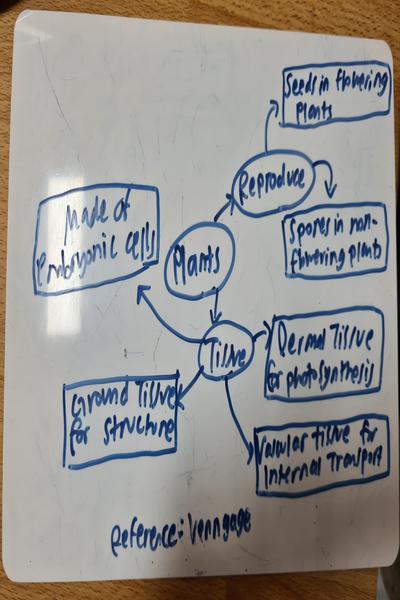 Seeds in flowering
Plants
Reproduce
Made of
embryonic cells
Spores in non-
flowering plants
Plants
Tissue
Dermal Tissue
for photosynthesis
Ground Tissue
for structure
Vascular tissue for
Internal Transport
Reference: Venngage